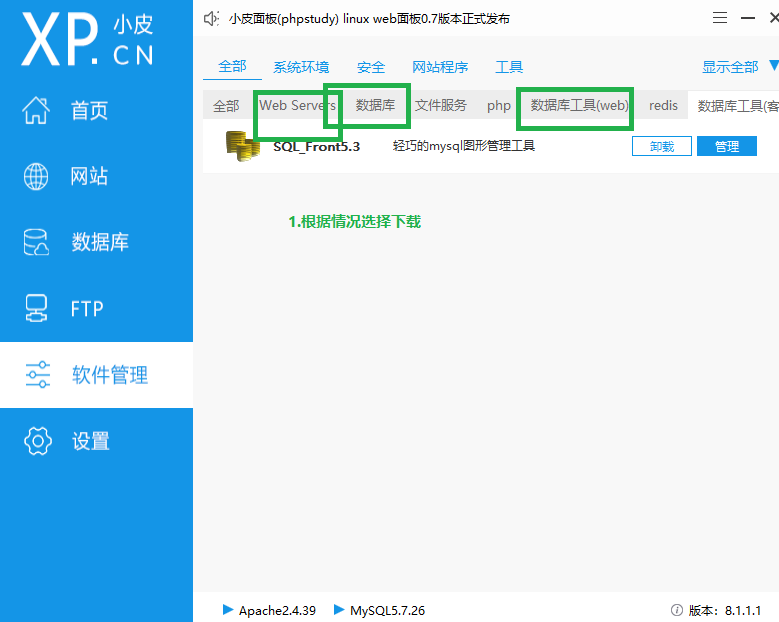 XP.CN 小皮
小皮面板(phpstudy) linux web面板0.7版本正式发布
首页
网站
数据库
FTP
软件管理
设置
全部 系统环境 安全 网站程序 工具 显示全部
全部 Web Servers 数据库 文件服务 php 数据库工具(web) redis 数据库工具(客
SQL_Front5.3 轻巧的mysql图形管理工具 卸载 管理
1.根据情况选择下载
Apache2.4.39 MySQL5.7.26 版本：8.1.1.1